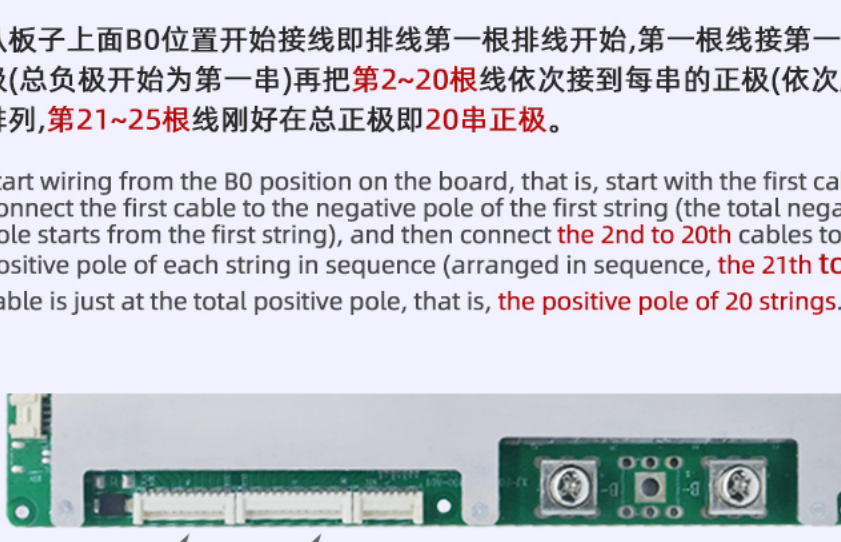 板子上面B0位置开始接线即排线第一根排线开始,第一根线接第一
(总负极开始为第一串)再把第2~20根线依次接到每串的正极(依次
列,第21~25根线刚好在总正极即20串正极。
tart wiring from the B0 position on the board, that is, start with the first ca
onnect the first cable to the negative pole of the first string (the total nega
ole starts from the first string), and then connect the 2nd to 20th cables to
ositive pole of each string in sequence (arranged in sequence, the 21th to
able is just at the total positive pole, that is, the positive pole of 20 strings.
B-
B-